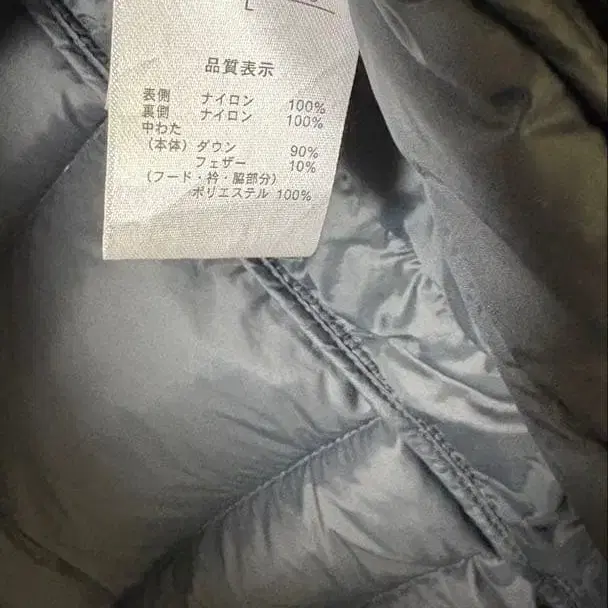 L
品質表示
表側 ナイロン 100%
裏側 ナイロン 100%
中わた
（本体）ダウン 90%
フェザー 10%
（フード・衿・脇部分）
ポリエステル 100%